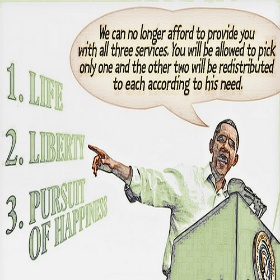 We can no longer afford to provide you
with all three services. You will be allowed to pick
only one and the other two will be redistributed
to each according to his need.
1. LIFE
2. LIBERTY
3. PURSUIT
OF HAPPINESS